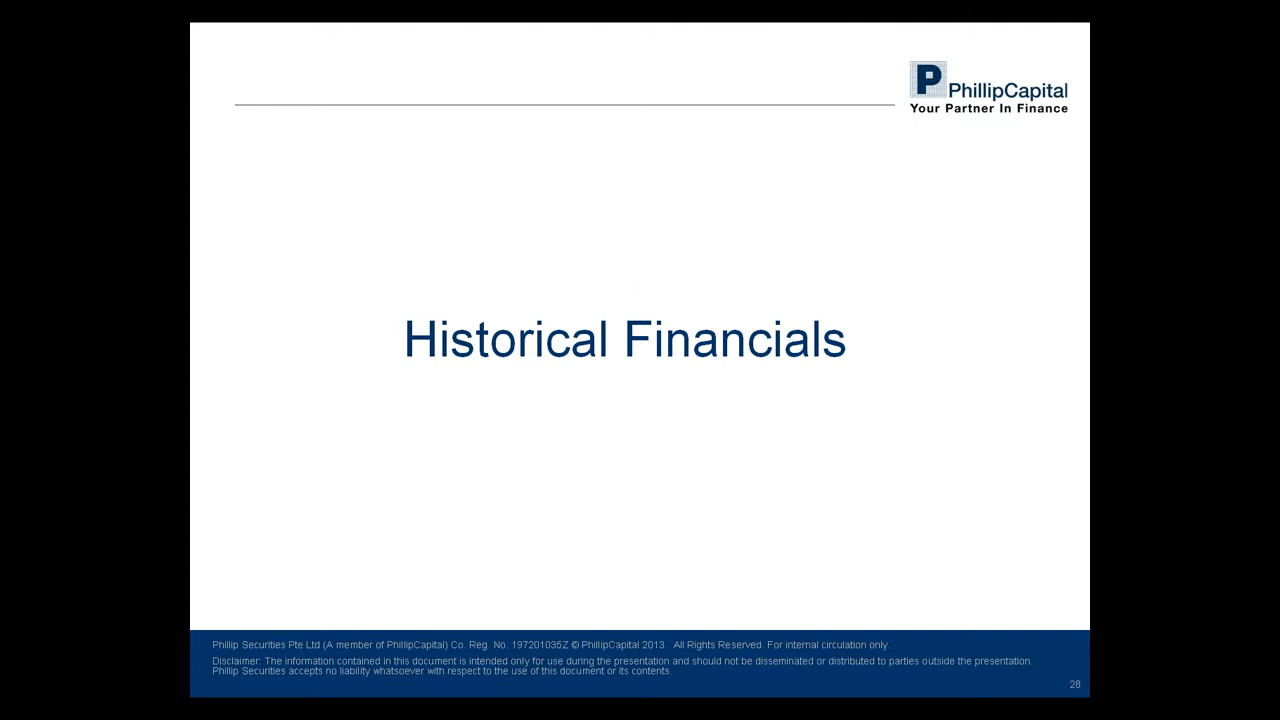 P PhillipCapital
Your Partner In Finance
Historical Financials
Phillip Securities Pte Ltd (A member of PhillipCapital) Co. Reg. No. 197201035Z © PhillipCapital 2013. All Rights Reserved. For internal circulation only.
Disclaimer: The information contained in this document is intended only for use during the presentation and should not be disseminated or distributed to parties outside the presentation.
Phillip Securities accepts no liability whatsoever with respect to the use of this document or its contents.
28